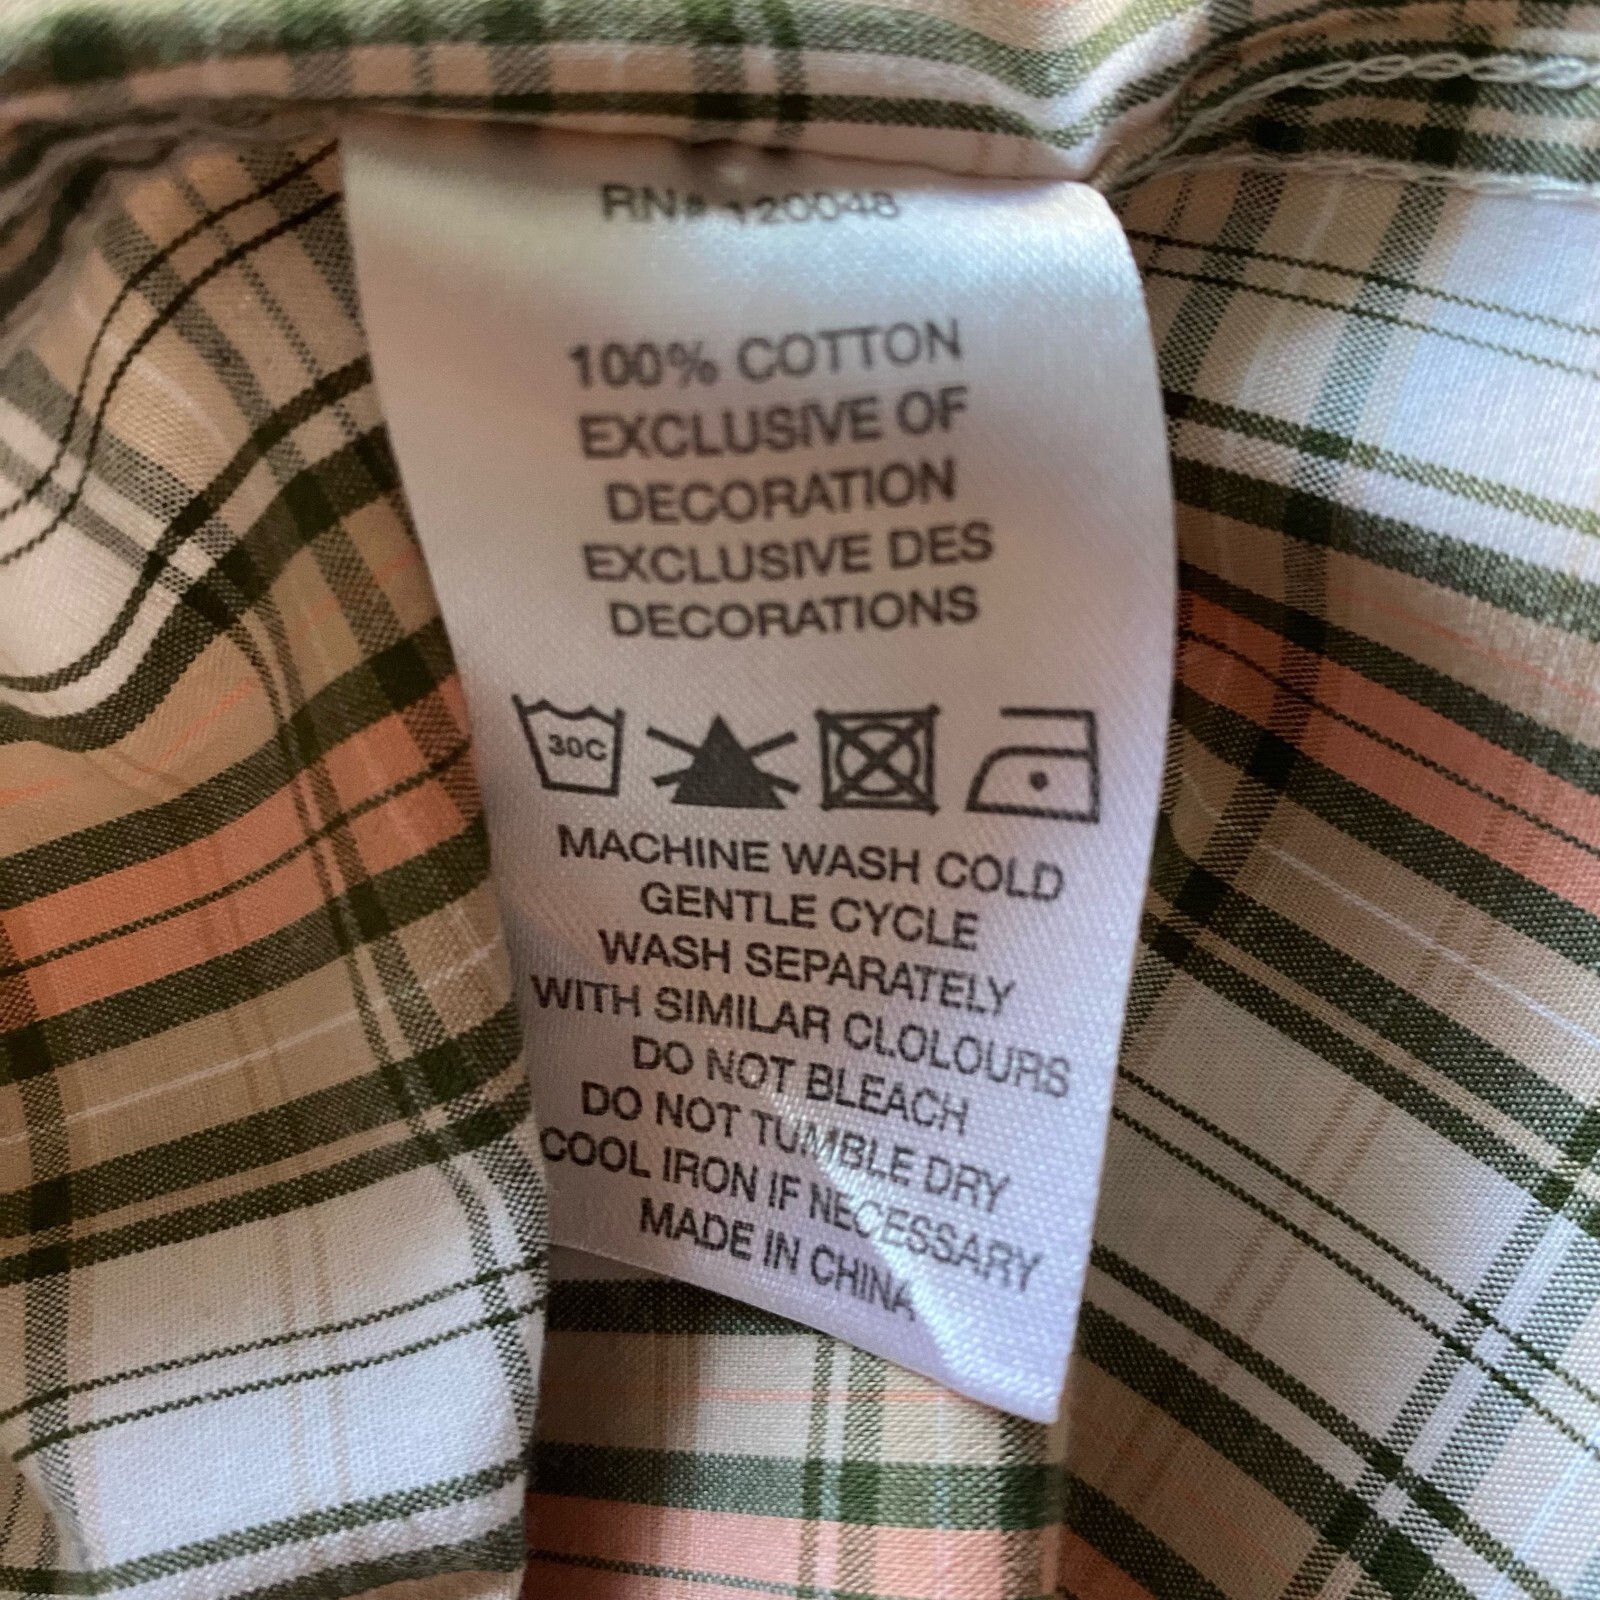 RN# 120048
100% COTTON
EXCLUSIVE OF
DECORATION
EXCLUSIVE DES
DECORATIONS
30C
MACHINE WASH COLD
GENTLE CYCLE
WASH SEPARATELY
WITH SIMILAR CLOLOURS
DO NOT BLEACH
DO NOT TUMBLE DRY
COOL IRON IF NECESSARY
MADE IN CHINA